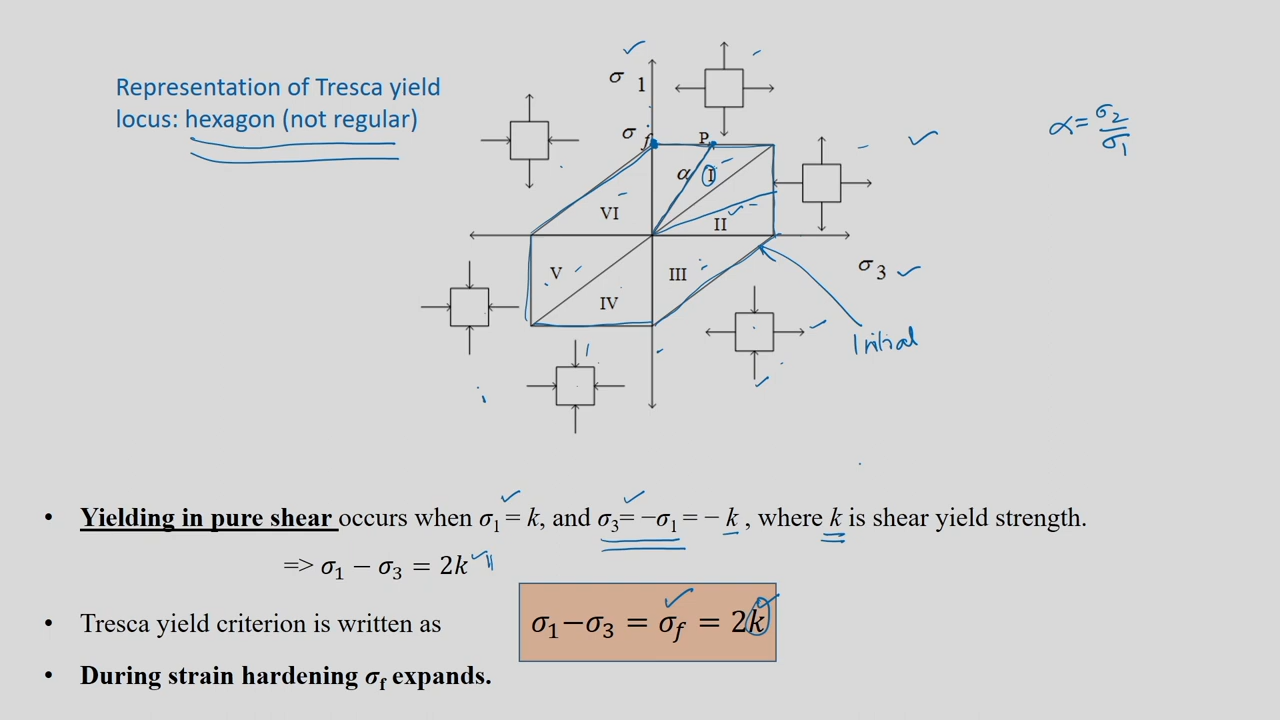 Representation of Tresca yield
locus: hexagon (not regular)
σ 1
σ f
P
α
I
II
III
IV
V
VI
σ 3
Initial
α = σ2/σ1
• Yielding in pure shear occurs when σ1 = k, and σ3= −σ1 = − k , where k is shear yield strength.
=> σ1 − σ3 = 2k
• Tresca yield criterion is written as
σ1−σ3 = σf = 2k
• During strain hardening σf expands.